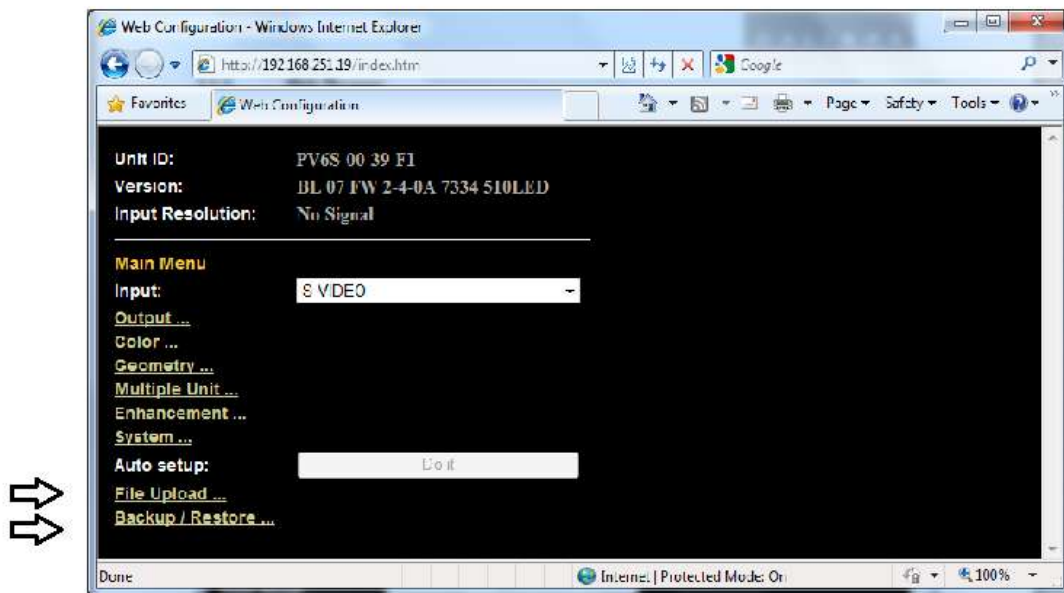 Web Configuration - Windows Internet Explorer
http://192.168.251.19/index.htm
Google
Favorites
Web Configuration
Page
Safety
Tools
Unit ID: PV6S 00 39 F1
Version: BL 07 FW 2-4-0A 7334 510LED
Input Resolution: No Signal
Main Menu
Input: S VIDEO
Output ...
Color ...
Geometry ...
Multiple Unit ...
Enhancement ...
System ...
Auto setup: Do it
File Upload ...
Backup / Restore ...
Done
Internet | Protected Mode: On
100%